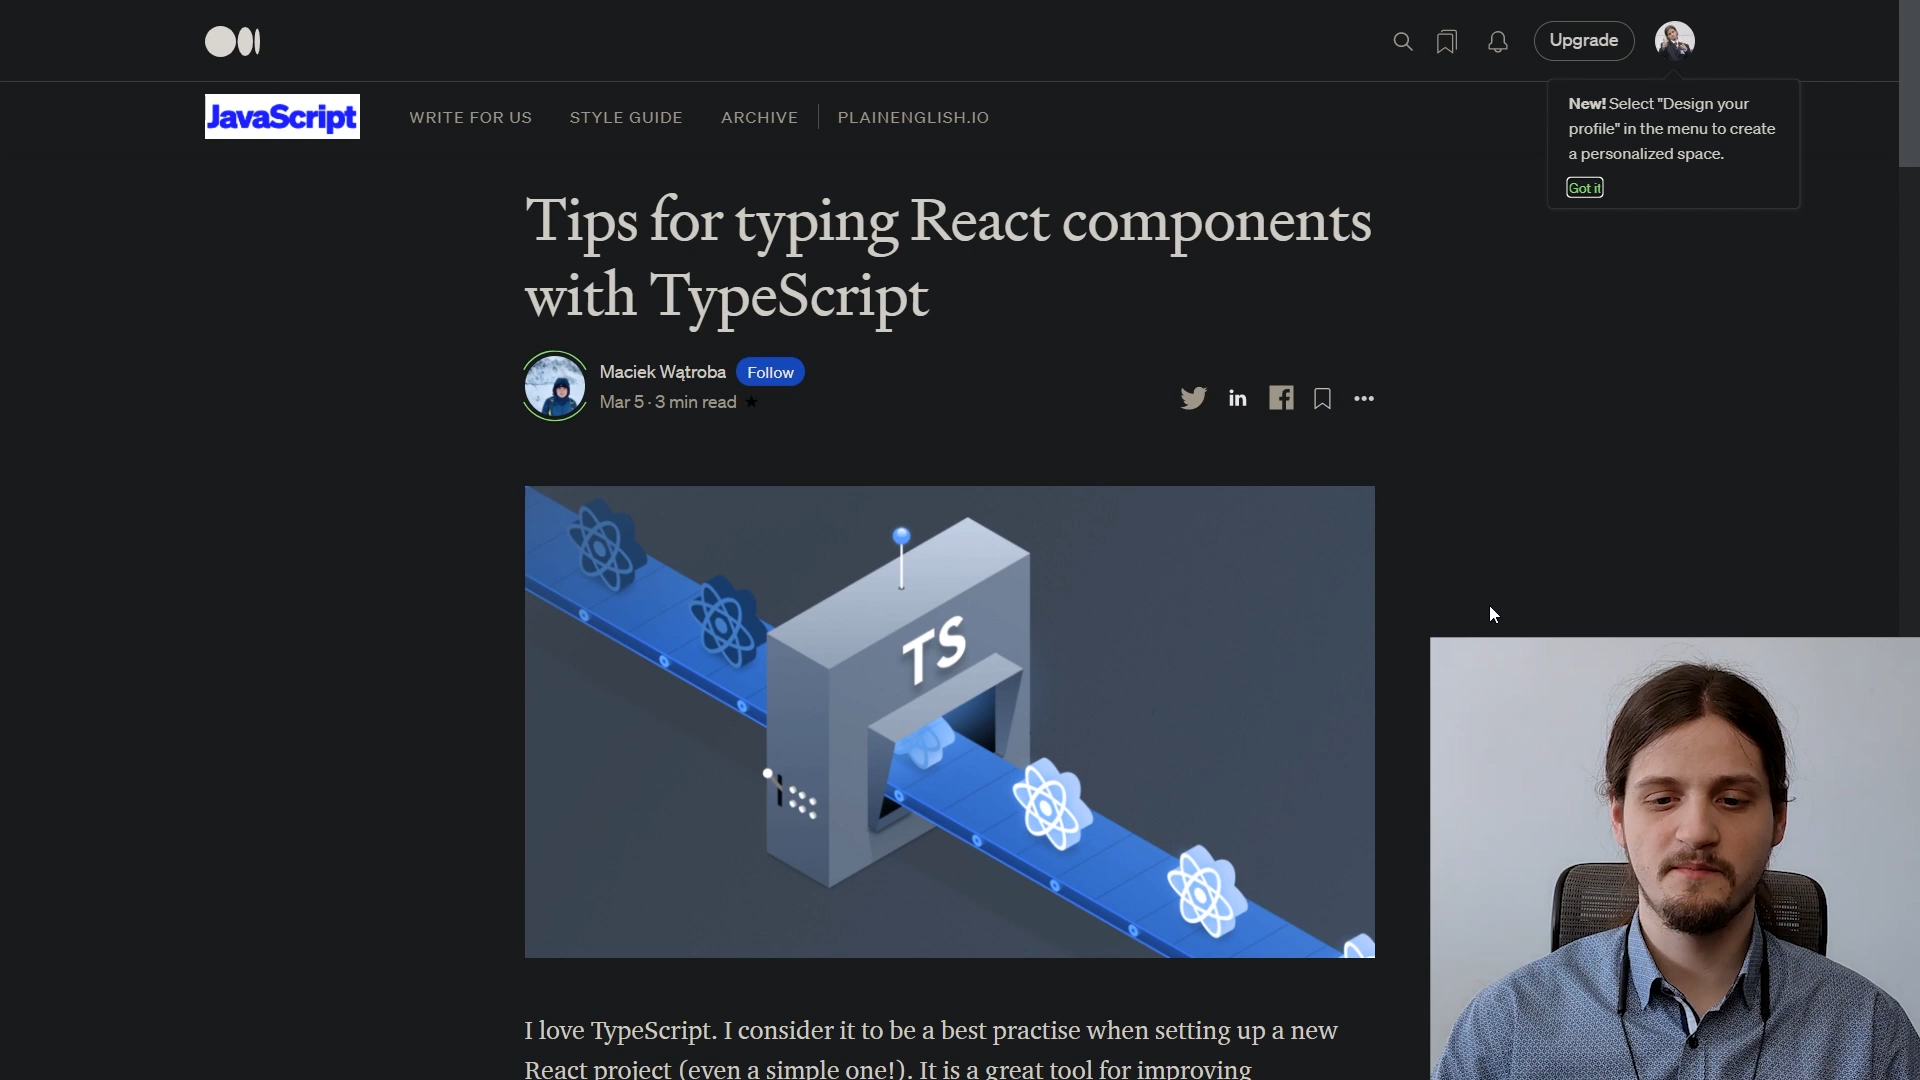 Upgrade
New! Select "Design your
profile" in the menu to create
a personalized space.
Got it
JavaScript
WRITE FOR US
STYLE GUIDE
ARCHIVE
PLAINENGLISH.IO
Tips for typing React components
with TypeScript
Maciek Wątroba
Follow
Mar 5 · 3 min read ★
in
TS
I love TypeScript. I consider it to be a best practise when setting up a new
React project (even a simple one!). It is a great tool for improving